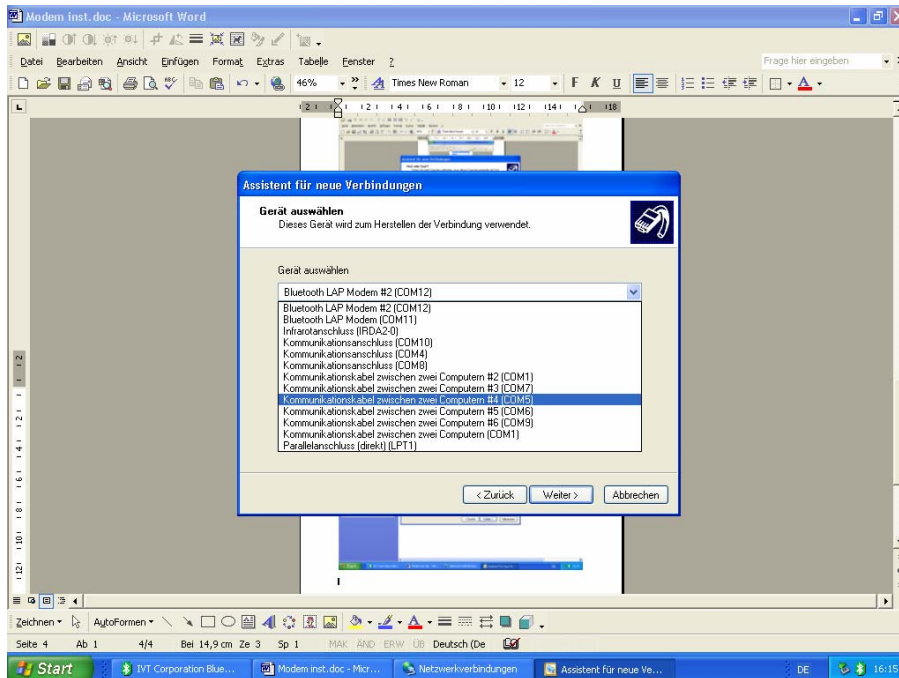 Modem inst.doc - Microsoft Word
Datei Bearbeiten Ansicht Einfügen Format Extras Tabelle Fenster ? Frage hier eingeben
46% Times New Roman 12 F K U
Assistent für neue Verbindungen
Gerät auswählen
Dieses Gerät wird zum Herstellen der Verbindung verwendet.
Gerät auswählen
Bluetooth LAP Modem #2 (COM12)
Bluetooth LAP Modem #2 (COM12)
Bluetooth LAP Modem (COM11)
Infrarotanschluss (IRDA2-0)
Kommunikationsanschluss (COM10)
Kommunikationsanschluss (COM4)
Kommunikationsanschluss (COM8)
Kommunikationskabel zwischen zwei Computern #2 (COM1)
Kommunikationskabel zwischen zwei Computern #3 (COM7)
Kommunikationskabel zwischen zwei Computern #4 (COM5)
Kommunikationskabel zwischen zwei Computern #5 (COM6)
Kommunikationskabel zwischen zwei Computern #6 (COM9)
Kommunikationskabel zwischen zwei Computern (COM1)
Parallelanschluss (direkt) (LPT1)
< Zurück Weiter > Abbrechen
Zeichnen AutoFormen
Seite 4 Ab 1 4/4 Bei 14,9 cm Ze 3 Sp 1 MAK ÄND ERW ÜB Deutsch (De
Start IVT Corporation Blue... Modem inst.doc - Micr... Netzwerkverbindungen Assistent für neue Ve... DE 16:15